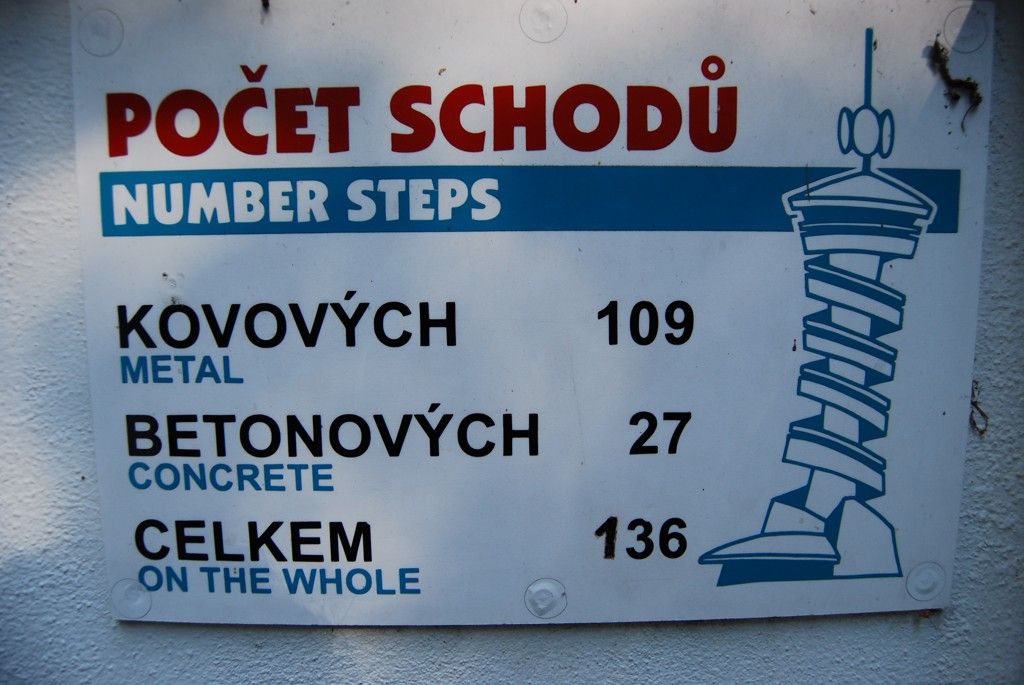 POČET SCHODŮ
NUMBER STEPS
KOVOVÝCH 109
METAL
BETONOVÝCH 27
CONCRETE
CELKEM 136
ON THE WHOLE